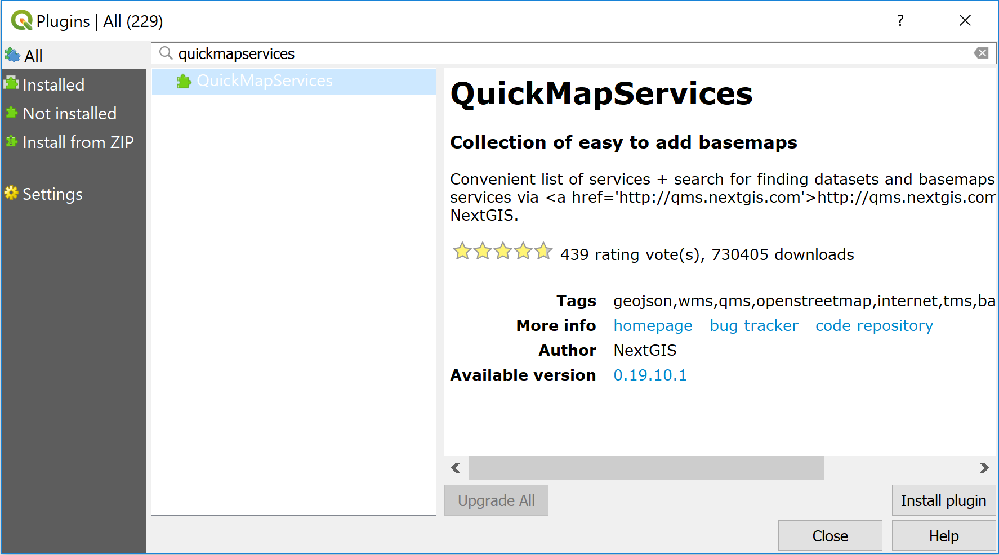 Plugins | All (229)
?
All
Installed
Not installed
Install from ZIP
Settings
quickmapservices
QuickMapServices
QuickMapServices
Collection of easy to add basemaps
Convenient list of services + search for finding datasets and basemaps
services via <a href='http://qms.nextgis.com'>http://qms.nextgis.com
NextGIS.
439 rating vote(s), 730405 downloads
Tags geojson,wms,qms,openstreetmap,internet,tms,ba
More info homepage bug tracker code repository
Author NextGIS
Available version 0.19.10.1
Upgrade All
Install plugin
Close
Help